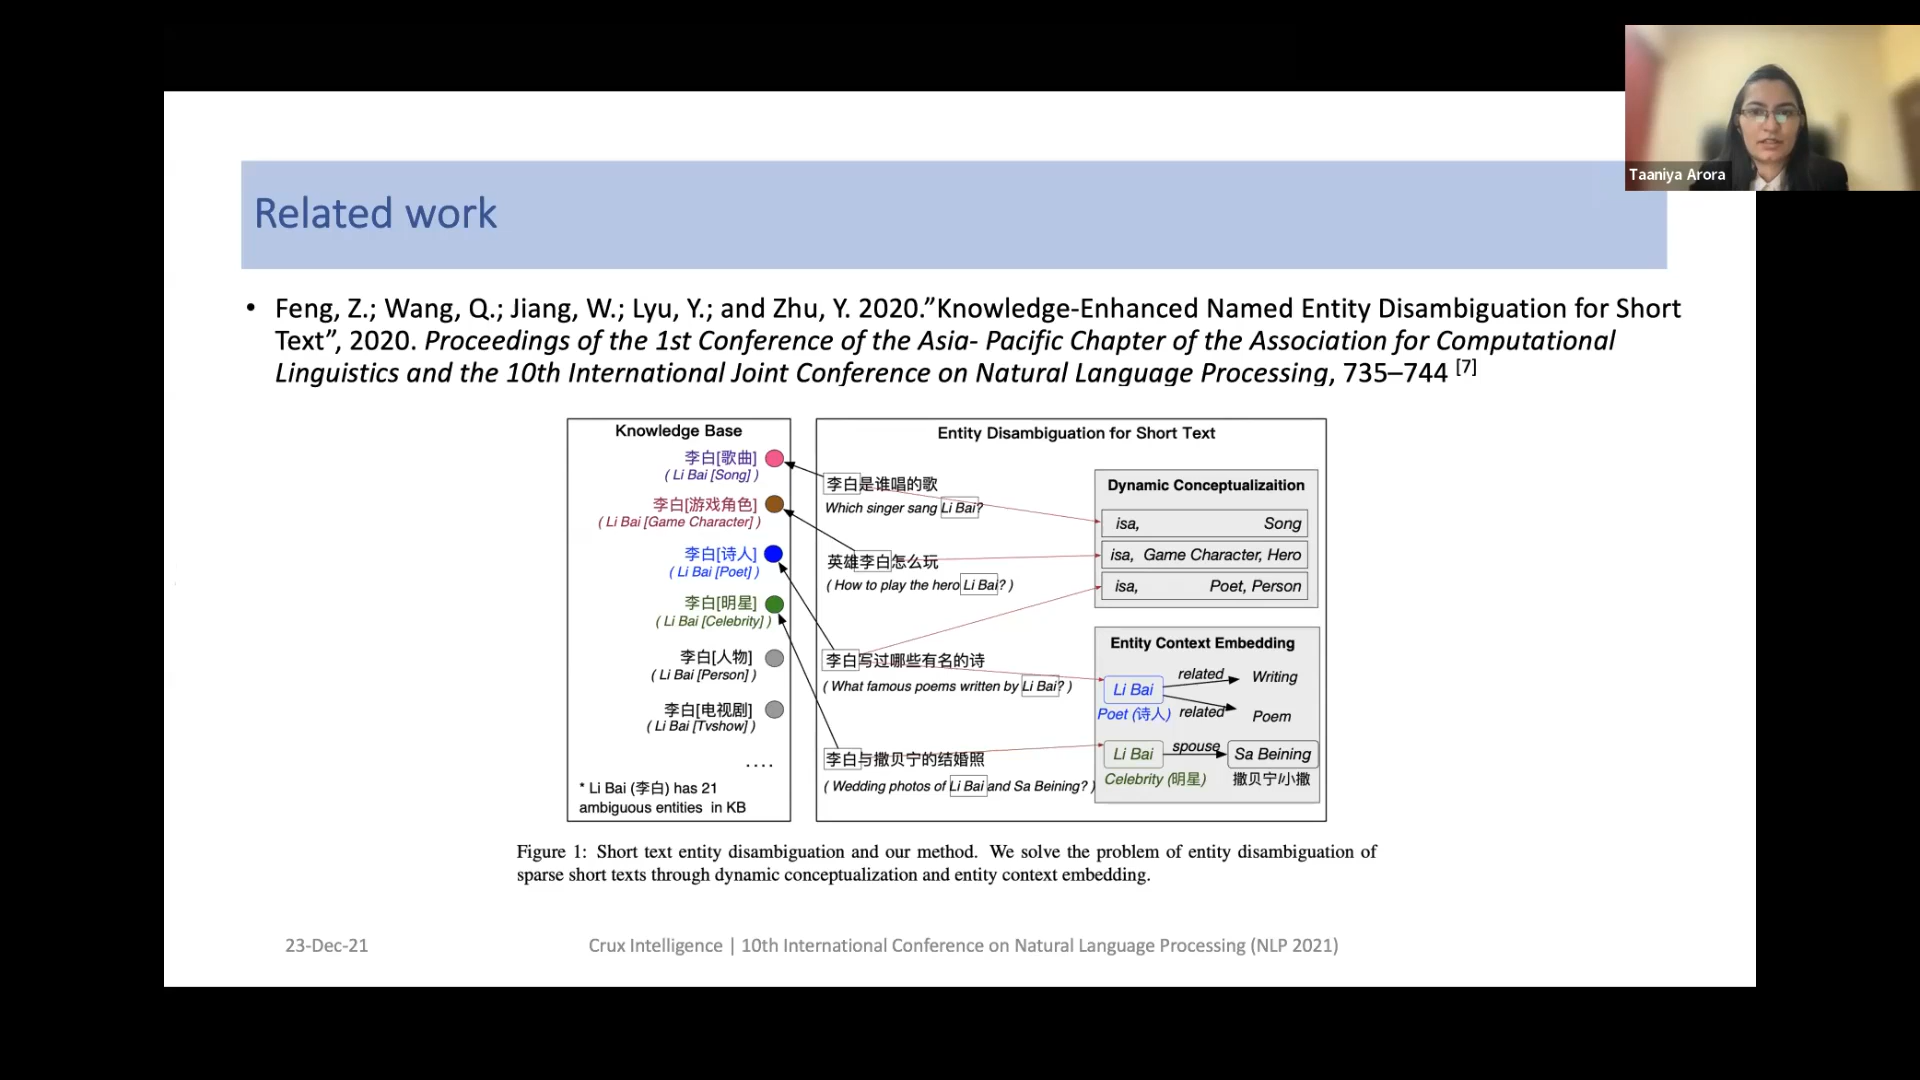 Taaniya Arora
Related work
• Feng, Z.; Wang, Q.; Jiang, W.; Lyu, Y.; and Zhu, Y. 2020.”Knowledge-Enhanced Named Entity Disambiguation for Short
Text”, 2020. Proceedings of the 1st Conference of the Asia- Pacific Chapter of the Association for Computational
Linguistics and the 10th International Joint Conference on Natural Language Processing, 735–744 [7]
Knowledge Base
李白[歌曲]
( Li Bai [Song] )
李白[游戏角色]
( Li Bai [Game Character] )
李白[诗人]
( Li Bai [Poet] )
李白[明星]
( Li Bai [Celebrity] )
李白[人物]
( Li Bai [Person] )
李白[电视剧]
( Li Bai [Tvshow] )
....
* Li Bai (李白) has 21
ambiguous entities in KB
Entity Disambiguation for Short Text
李白是谁唱的歌
Which singer sang Li Bai?
英雄李白怎么玩
( How to play the hero Li Bai? )
李白写过哪些有名的诗
( What famous poems written by Li Bai? )
李白与撒贝宁的结婚照
( Wedding photos of Li Bai and Sa Beining? )
Dynamic Conceptualizaition
isa, Song
isa, Game Character, Hero
isa, Poet, Person
Entity Context Embedding
Li Bai related Writing
Poet (诗人) related Poem
Li Bai spouse Sa Beining
Celebrity (明星) 撒贝宁/小撒
Figure 1: Short text entity disambiguation and our method. We solve the problem of entity disambiguation of
sparse short texts through dynamic conceptualization and entity context embedding.
23-Dec-21
Crux Intelligence | 10th International Conference on Natural Language Processing (NLP 2021)